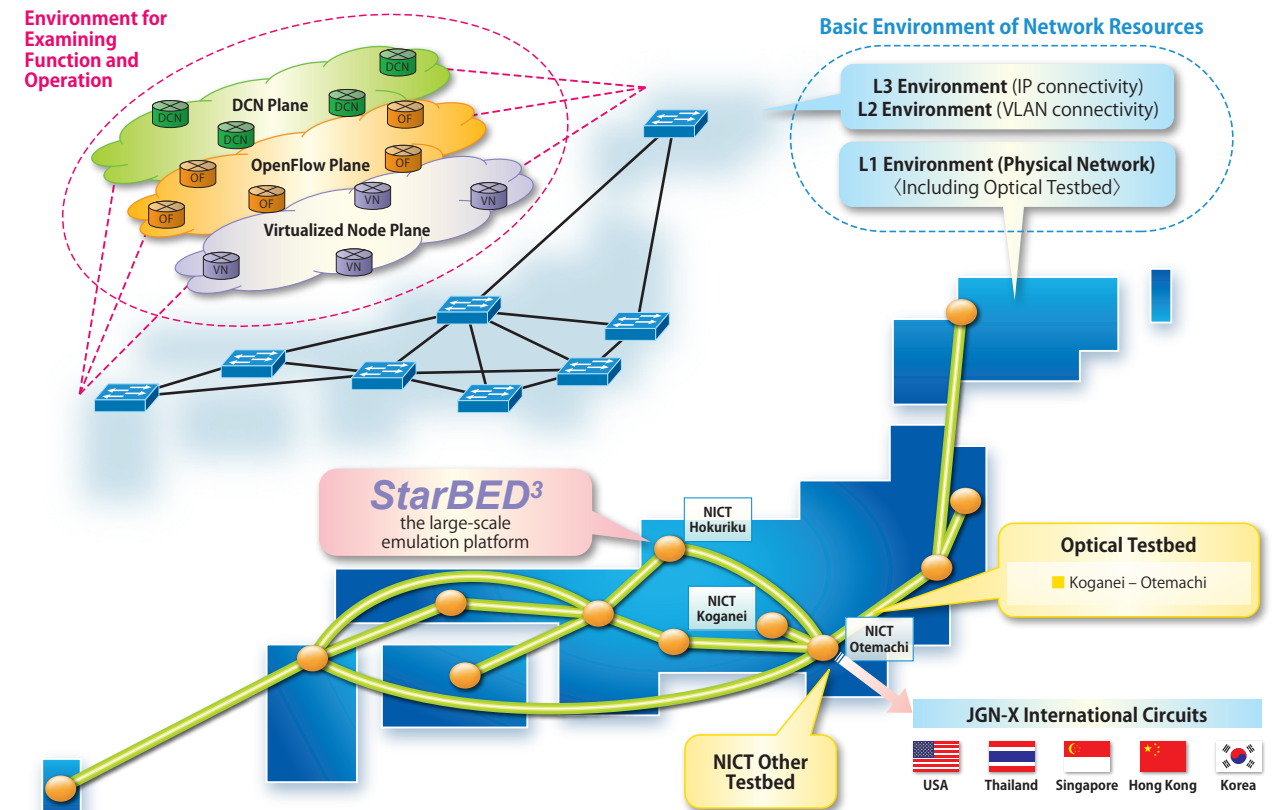 Environment for
Examining
Function and
Operation
DCN
DCN Plane
DCN
DCN
DCN
OF
OpenFlow Plane
OF
OF
OF
OF
VN
VN
Virtualized Node Plane
VN
VN
Basic Environment of Network Resources
L3 Environment (IP connectivity)
L2 Environment (VLAN connectivity)
L1 Environment (Physical Network)
〈Including Optical Testbed〉
StarBED³
the large-scale
emulation platform
NICT
Hokuriku
NICT
Koganei
NICT
Otemachi
Optical Testbed
Koganei – Otemachi
NICT Other
Testbed
JGN-X International Circuits
USA
Thailand
Singapore
Hong Kong
Korea